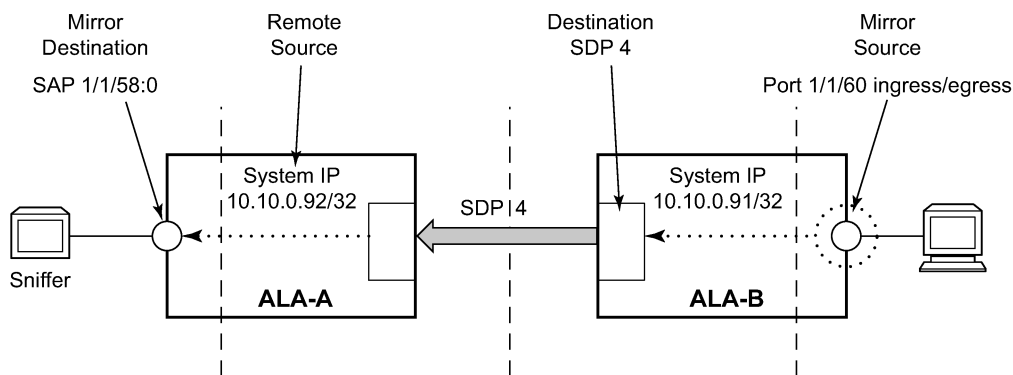 Mirror
Destination
SAP 1/1/58:0
Remote
Source
Destination
SDP 4
Mirror
Source
Port 1/1/60 ingress/egress
System IP
10.10.0.92/32
SDP 4
System IP
10.10.0.91/32
Sniffer
ALA-A
ALA-B